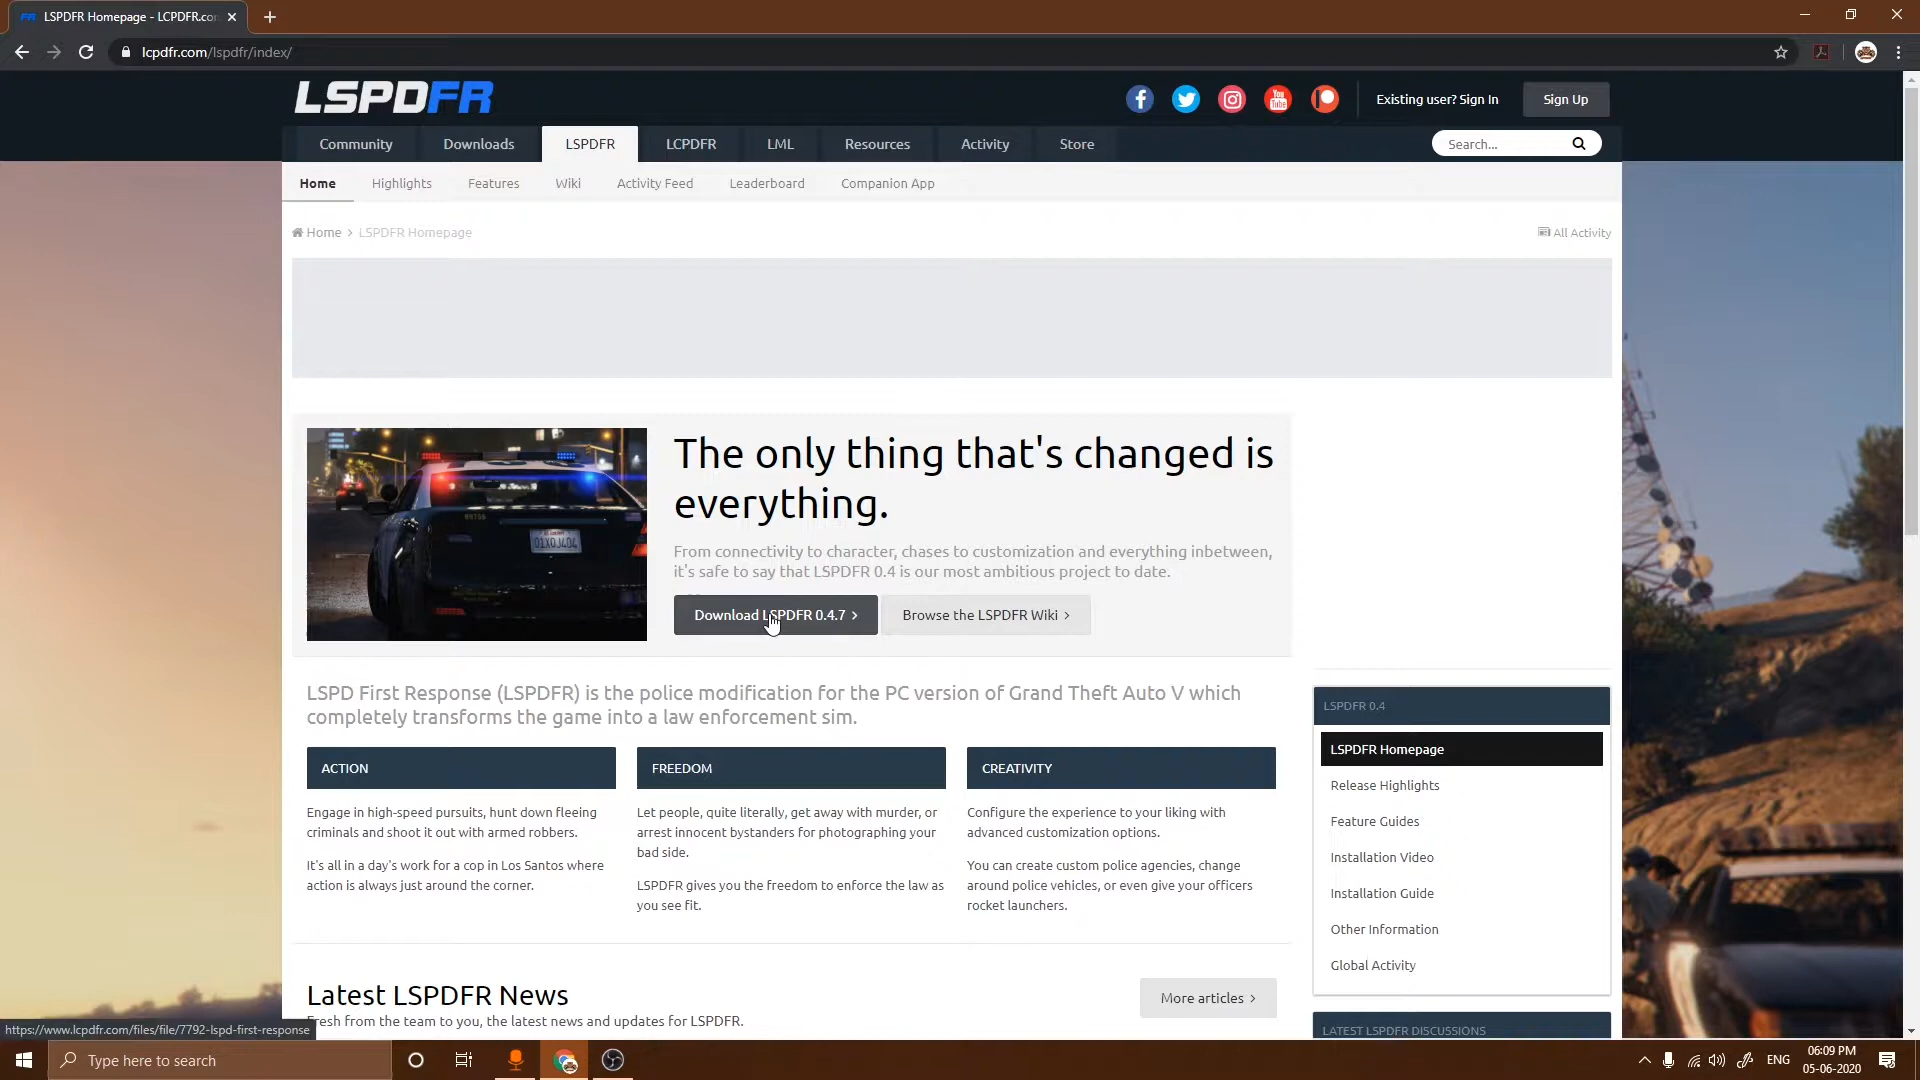 LSPDFR Homepage - LCPDFR.con
lcpdfr.com/lspdfr/index/
LSPDFR
Existing user? Sign In
Sign Up
Community
Downloads
LSPDFR
LCPDFR
LML
Resources
Activity
Store
Search...
Home
Highlights
Features
Wiki
Activity Feed
Leaderboard
Companion App
Home > LSPDFR Homepage
All Activity
The only thing that's changed is
everything.
From connectivity to character, chases to customization and everything inbetween,
it's safe to say that LSPDFR 0.4 is our most ambitious project to date.
Download LSPDFR 0.4.7 >
Browse the LSPDFR Wiki >
LSPD First Response (LSPDFR) is the police modification for the PC version of Grand Theft Auto V which
completely transforms the game into a law enforcement sim.
ACTION
Engage in high-speed pursuits, hunt down fleeing
criminals and shoot it out with armed robbers.
It's all in a day's work for a cop in Los Santos where
action is always just around the corner.
FREEDOM
Let people, quite literally, get away with murder, or
arrest innocent bystanders for photographing your
bad side.
LSPDFR gives you the freedom to enforce the law as
you see fit.
CREATIVITY
Configure the experience to your liking with
advanced customization options.
You can create custom police agencies, change
around police vehicles, or even give your officers
rocket launchers.
LSPDFR 0.4
LSPDFR Homepage
Release Highlights
Feature Guides
Installation Video
Installation Guide
Other Information
Global Activity
Latest LSPDFR News
Fresh from the team to you, the latest news and updates for LSPDFR.
More articles >
LATEST LSPDFR DISCUSSIONS
https://www.lcpdfr.com/files/file/7792-lspd-first-response
Type here to search
ENG
06:09 PM
05-06-2020